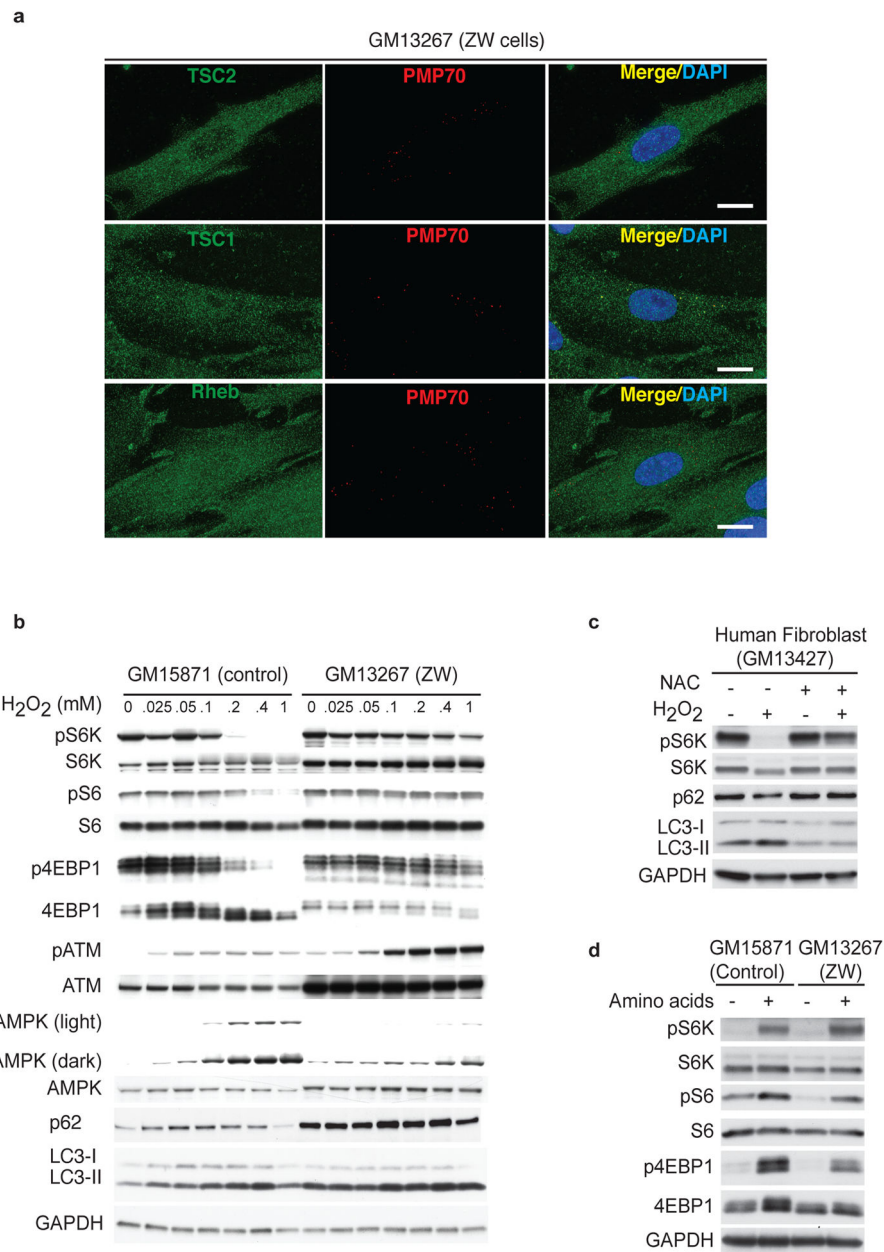 a
GM13267 (ZW cells)
TSC2 PMP70 Merge/DAPI
TSC1 PMP70 Merge/DAPI
Rheb PMP70 Merge/DAPI
b
GM15871 (control) GM13267 (ZW)
H2O2 (mM) 0 .025 .05 .1 .2 .4 1 0 .025 .05 .1 .2 .4 1
pS6K
S6K
pS6
S6
p4EBP1
4EBP1
pATM
ATM
AMPK (light)
AMPK (dark)
AMPK
p62
LC3-I
LC3-II
GAPDH
c
Human Fibroblast
(GM13427)
NAC - - + +
H2O2 - + - +
pS6K
S6K
p62
LC3-I
LC3-II
GAPDH
d
GM15871 GM13267
(Control) (ZW)
Amino acids - + - +
pS6K
S6K
pS6
S6
p4EBP1
4EBP1
GAPDH